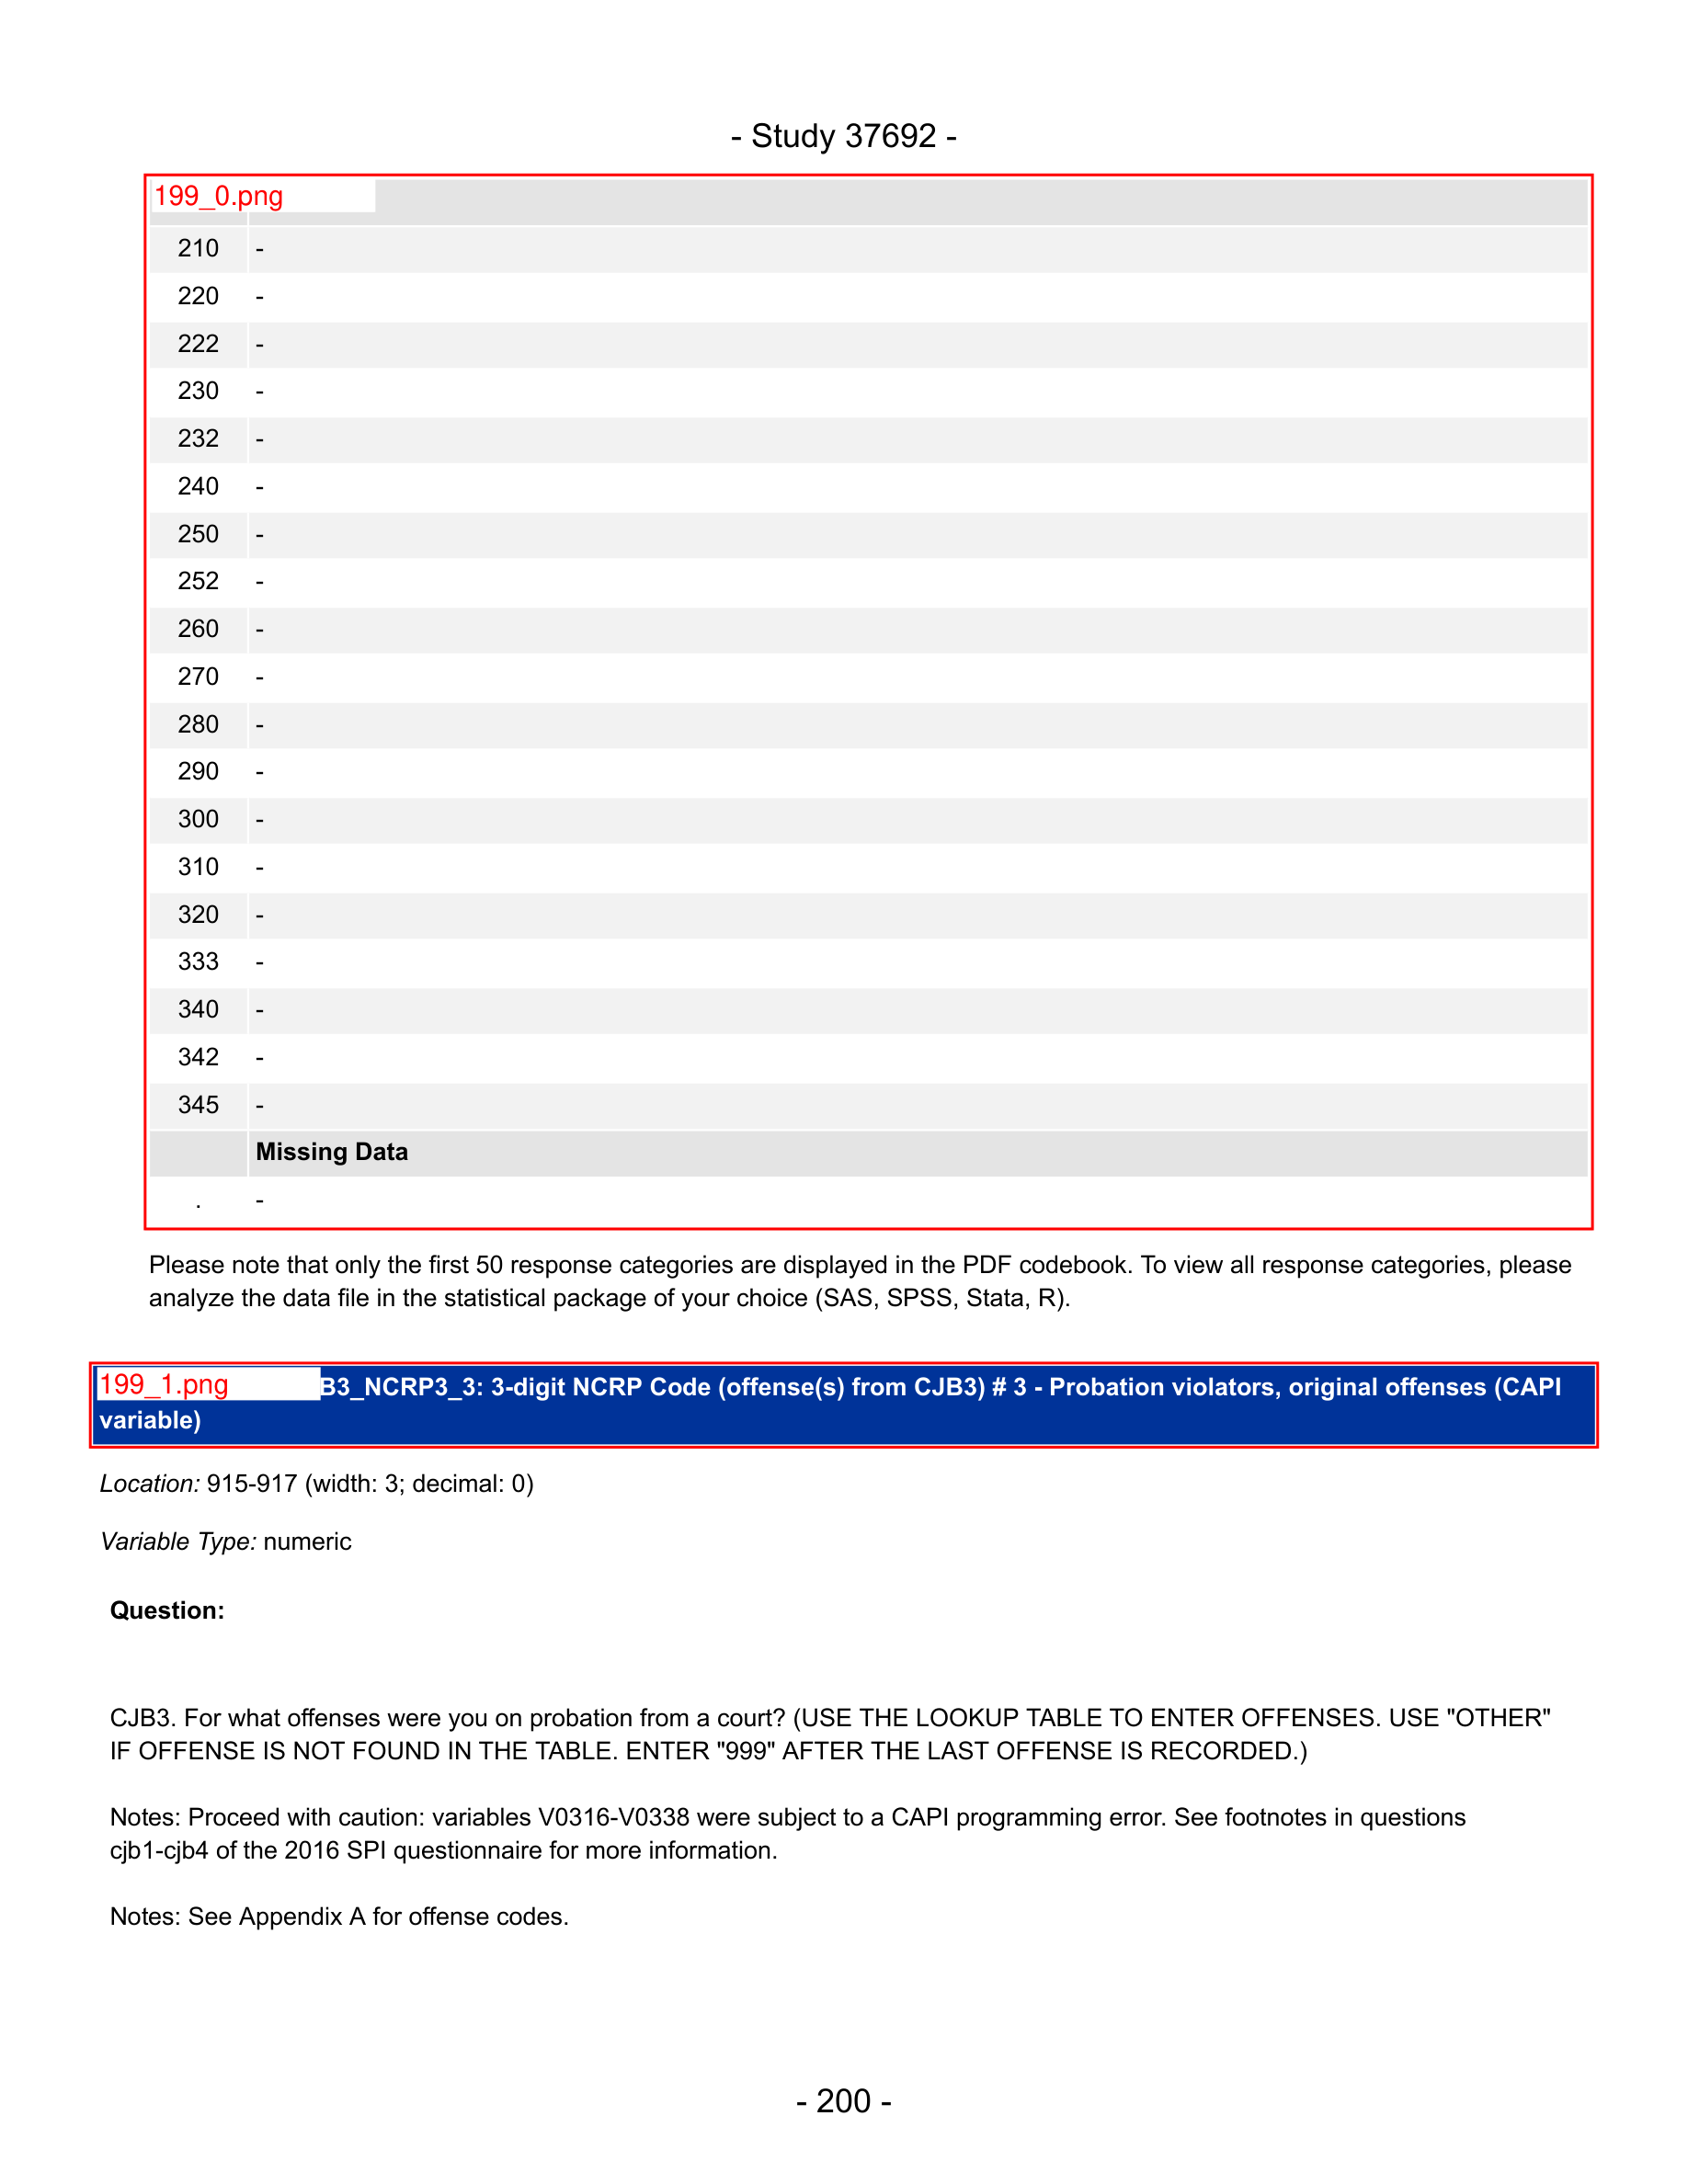 - Study 37692 -
199_0.png
210 -
220 -
222 -
230 -
232 -
240 -
250 -
252 -
260 -
270 -
280 -
290 -
300 -
310 -
320 -
333 -
340 -
342 -
345 -
Missing Data
. -
Please note that only the first 50 response categories are displayed in the PDF codebook. To view all response categories, please
analyze the data file in the statistical package of your choice (SAS, SPSS, Stata, R).
199_1.png B3_NCRP3_3: 3-digit NCRP Code (offense(s) from CJB3) # 3 - Probation violators, original offenses (CAPI
variable)
Location: 915-917 (width: 3; decimal: 0)
Variable Type: numeric
Question:
CJB3. For what offenses were you on probation from a court? (USE THE LOOKUP TABLE TO ENTER OFFENSES. USE "OTHER"
IF OFFENSE IS NOT FOUND IN THE TABLE. ENTER "999" AFTER THE LAST OFFENSE IS RECORDED.)
Notes: Proceed with caution: variables V0316-V0338 were subject to a CAPI programming error. See footnotes in questions
cjb1-cjb4 of the 2016 SPI questionnaire for more information.
Notes: See Appendix A for offense codes.
- 200 -